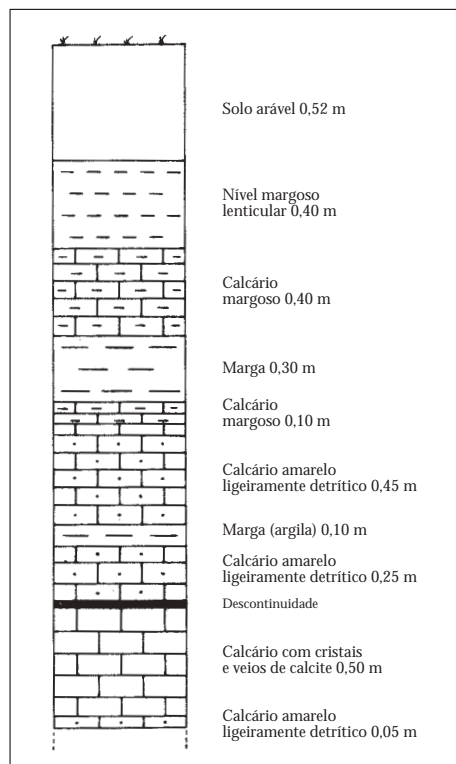 Solo arável 0,52 m
Nível margoso
lenticular 0,40 m
Calcário
margoso 0,40 m
Marga 0,30 m
Calcário
margoso 0,10 m
Calcário amarelo
ligeiramente detrítico 0,45 m
Marga (argila) 0,10 m
Calcário amarelo
ligeiramente detrítico 0,25 m
Descontinuidade
Calcário com cristais
e veios de calcite 0,50 m
Calcário amarelo
ligeiramente detrítico 0,05 m